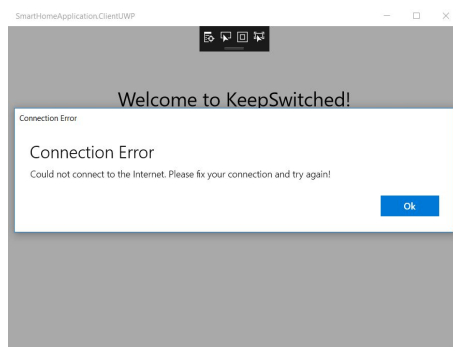 SmartHomeApplication.ClientUWP
Welcome to KeepSwitched!
Connection Error
Connection Error
Could not connect to the Internet. Please fix your connection and try again!
Ok